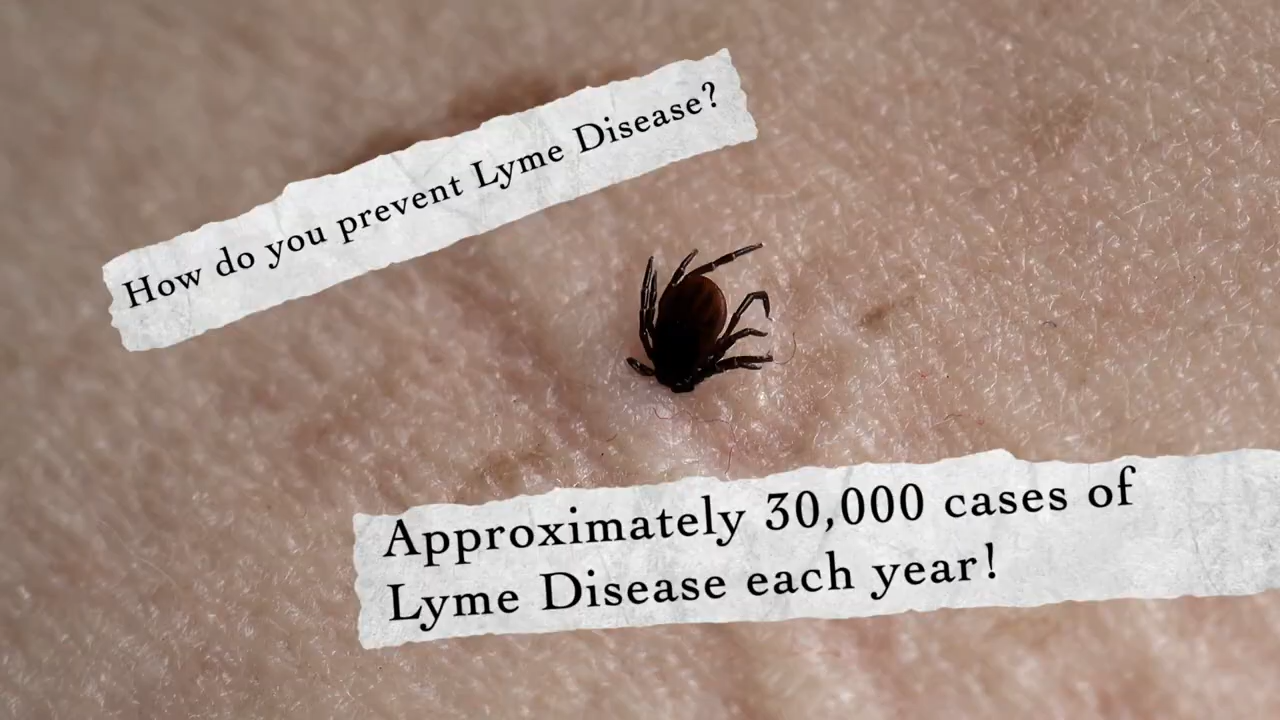 How do you prevent Lyme Disease?
Approximately 30,000 cases of
Lyme Disease each year!